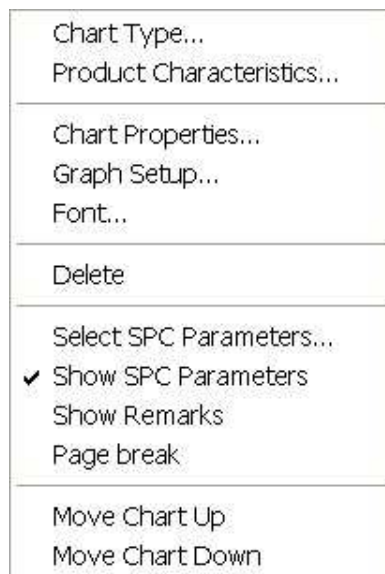 Chart Type...
Product Characteristics...
Chart Properties...
Graph Setup...
Font...
Delete
Select SPC Parameters...
Show SPC Parameters
Show Remarks
Page break
Move Chart Up
Move Chart Down